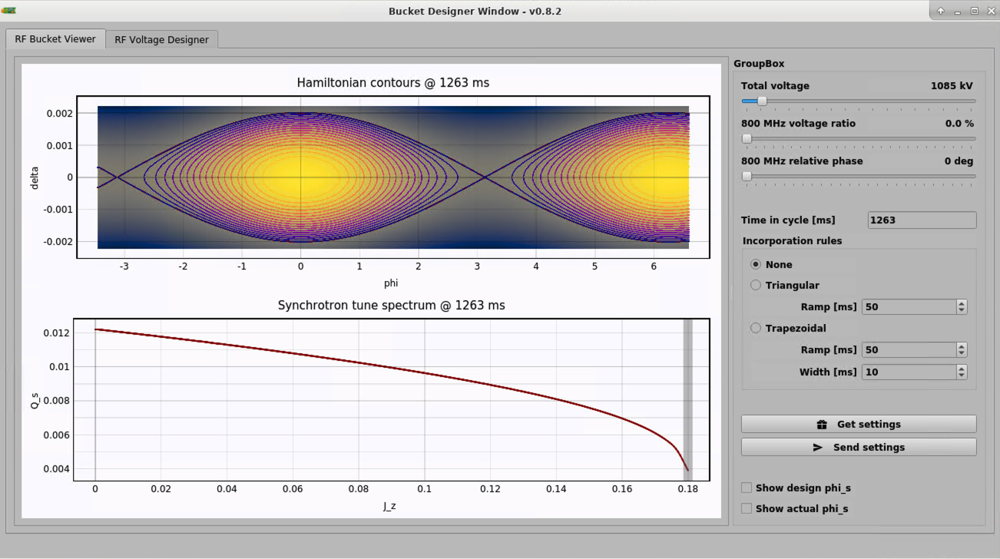 Bucket Designer Window - v0.8.2
RF Bucket Viewer
RF Voltage Designer
Hamiltonian contours @ 1263 ms
0.002
0.001
0
-0.001
-0.002
delta
-3 -2 -1 0 1 2 3 4 5 6
phi
Synchrotron tune spectrum @ 1263 ms
0.012
0.01
0.008
0.006
0.004
Q_s
0 0.02 0.04 0.06 0.08 0.1 0.12 0.14 0.16 0.18
J_z
GroupBox
Total voltage 1085 kV
800 MHz voltage ratio 0.0 %
800 MHz relative phase 0 deg
Time in cycle [ms] 1263
Incorporation rules
None
Triangular
Ramp [ms] 50
Trapezoidal
Ramp [ms] 50
Width [ms] 10
Get settings
Send settings
Show design phi_s
Show actual phi_s